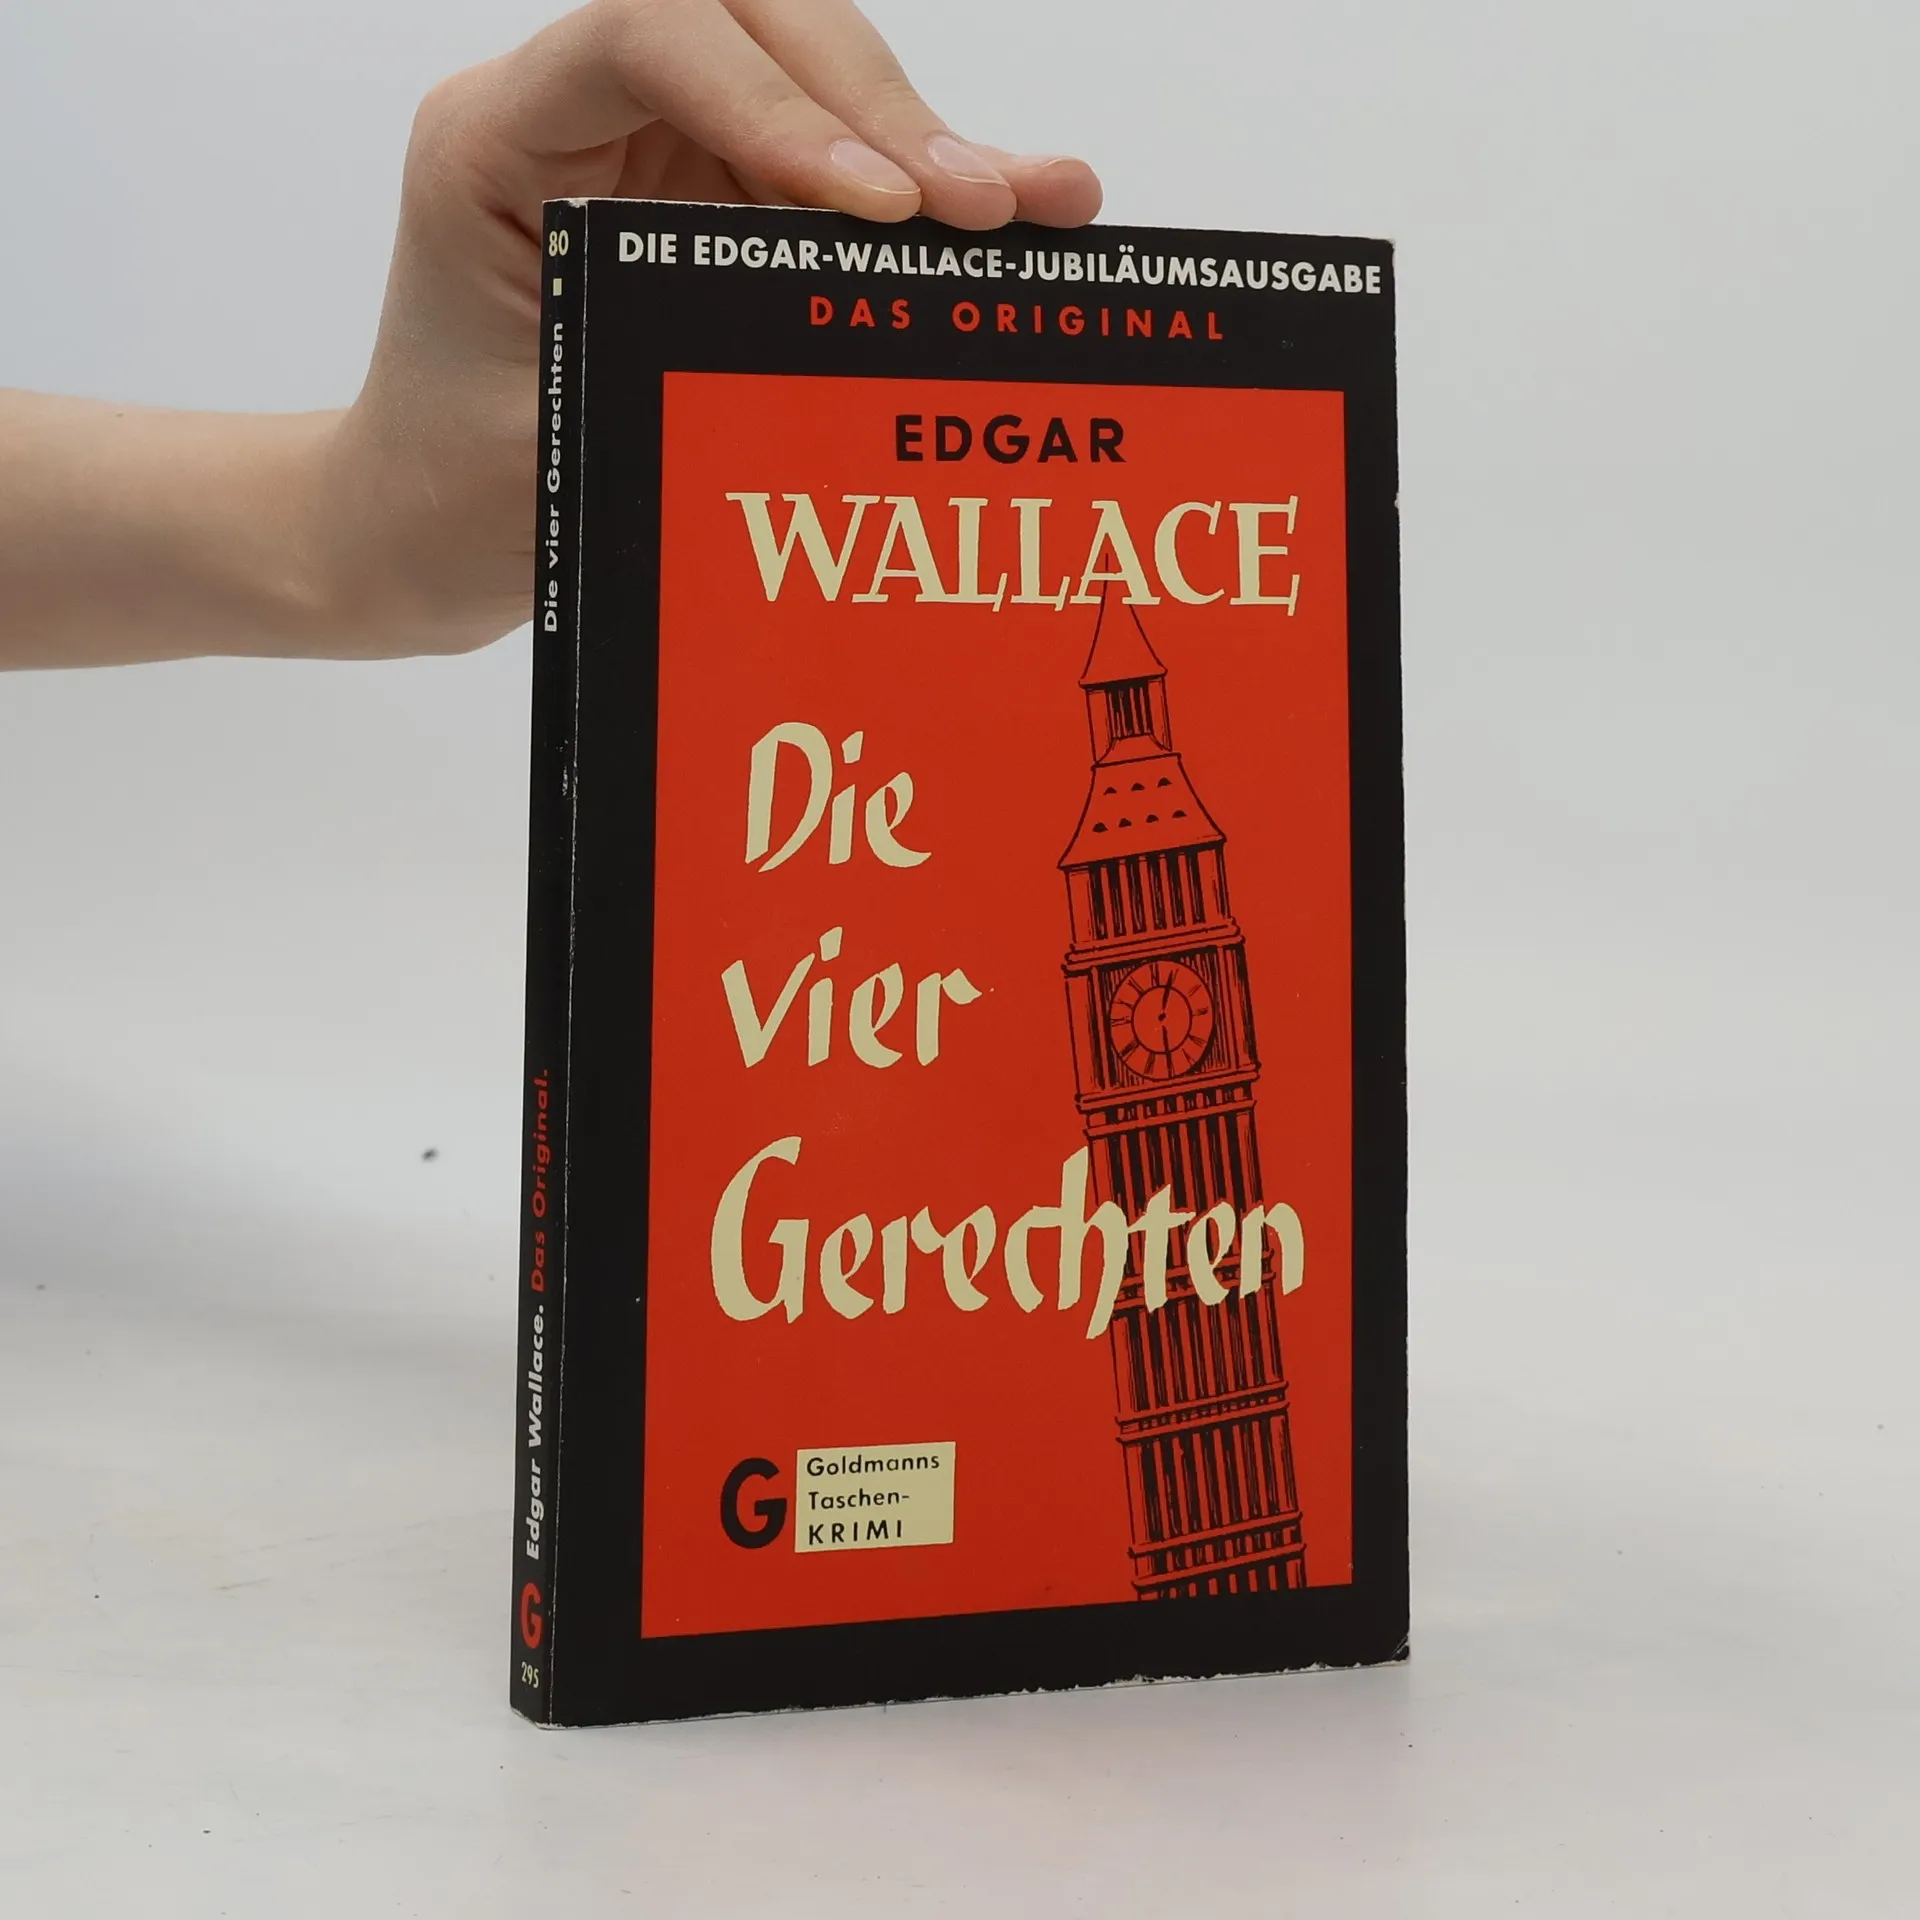 DIE EDGAR-WALLACE-JUBILÄUMSAUSGABE
DAS ORIGINAL
EDGAR
WALLACE
Die
vier
Gerechten
G
Goldmanns
Taschen-
KRIMI
80
Die vier Gerechten
Edgar Wallace. Das Original.
G
295